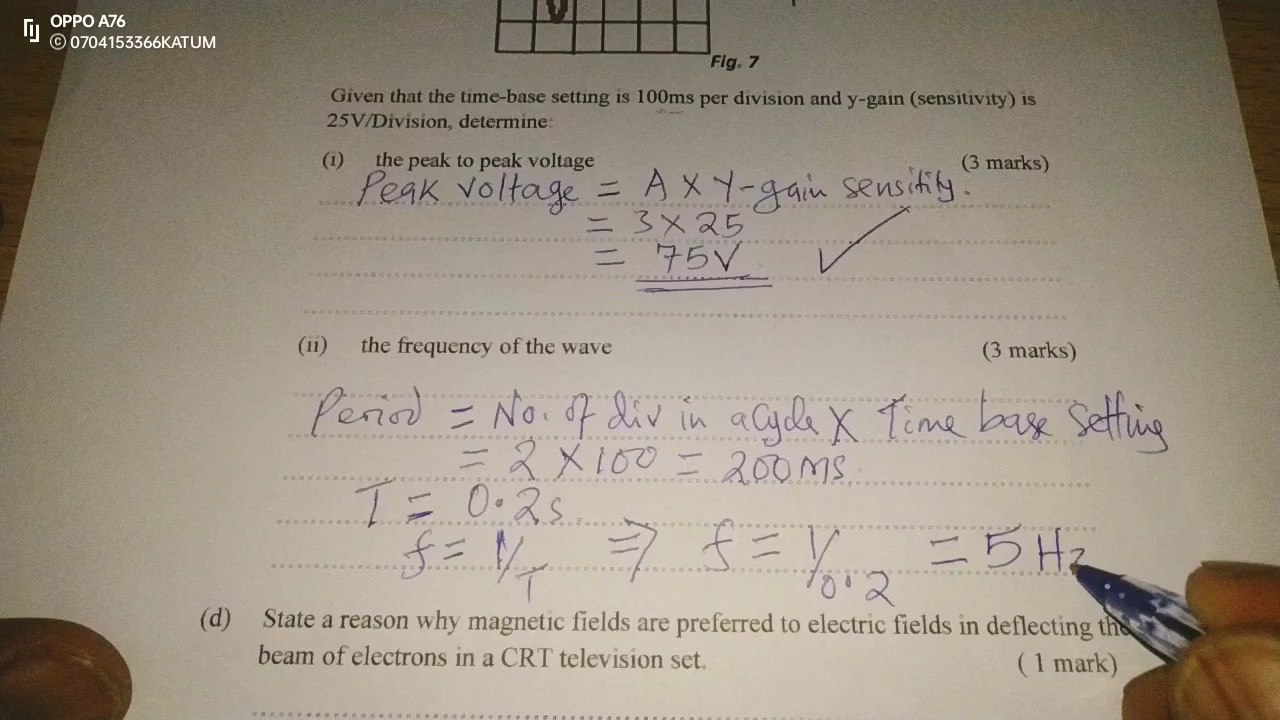 OPPO A76
© 0704153366KATUM
Fig. 7
Given that the time-base setting is 100ms per division and y-gain (sensitivity) is
25V/Division, determine:
(i) the peak to peak voltage (3 marks)
Peak voltage = A X Y-gain sensitity.
= 3 X 25
= 75V ✓
(ii) the frequency of the wave (3 marks)
Period = No. of div in a cycle X Time base setting
= 2 X 100 = 200ms
T = 0.2s
f = 1/T ⇒ f = 1/0.2 = 5 Hz
(d) State a reason why magnetic fields are preferred to electric fields in deflecting the
beam of electrons in a CRT television set. ( 1 mark)